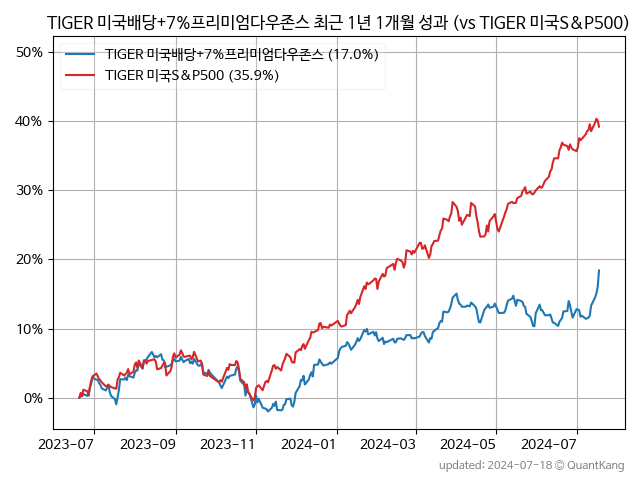 TIGER 미국배당+7%프리미엄다우존스 최근 1년 1개월 성과 (vs TIGER 미국S&P500)
TIGER 미국배당+7%프리미엄다우존스 (17.0%)
TIGER 미국S&P500 (35.9%)
50%
40%
30%
20%
10%
0%
2023-07 2023-09 2023-11 2024-01 2024-03 2024-05 2024-07
updated: 2024-07-18 © QuantKang